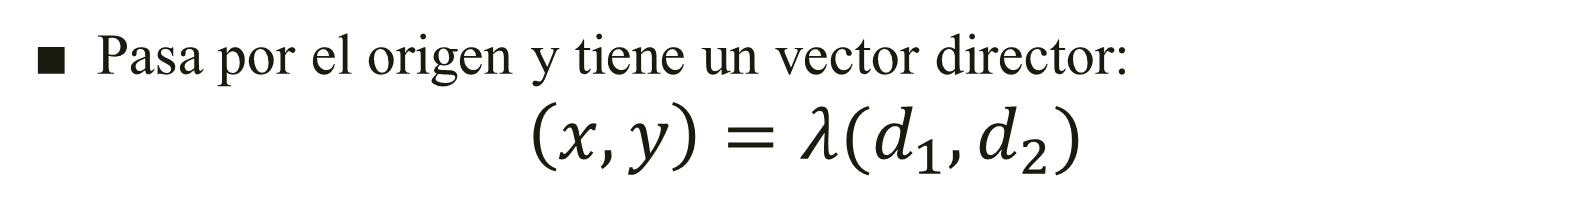 ■ Pasa por el origen y tiene un vector director:
(x, y) = λ(d₁, d₂)